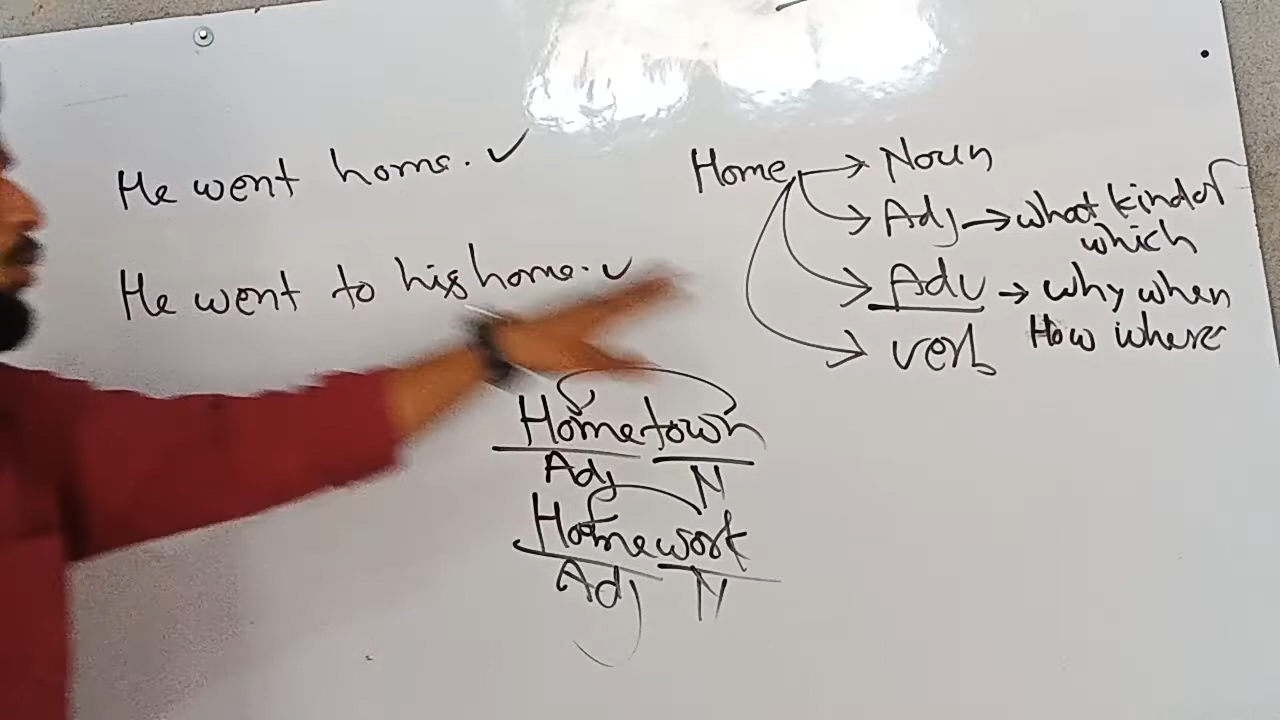 He went home. ✓
He went to his home. ✓
Home → Noun
→ Adj → what kind of
which
→ Adv → why when
How where
→ verb
Hometown
Adj N
Homework
Adj N